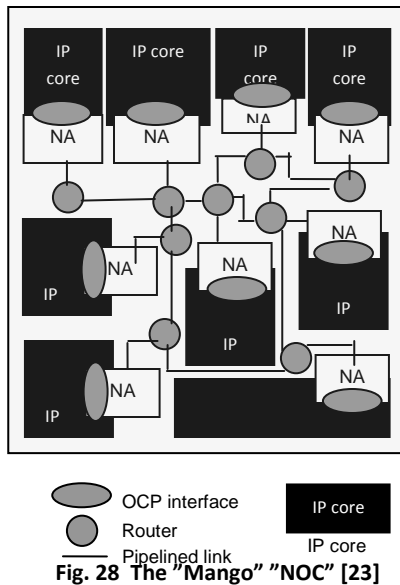 IP
core
IP
core
IP
core
IP
core
NA
NA
NA
NA
NA
IP
NA
NA
IP
IP
NA
IP
NA
OCP interface
Router
Pipelined link
IP core
IP core
Fig. 28 The ”Mango” ”NOC” [23]